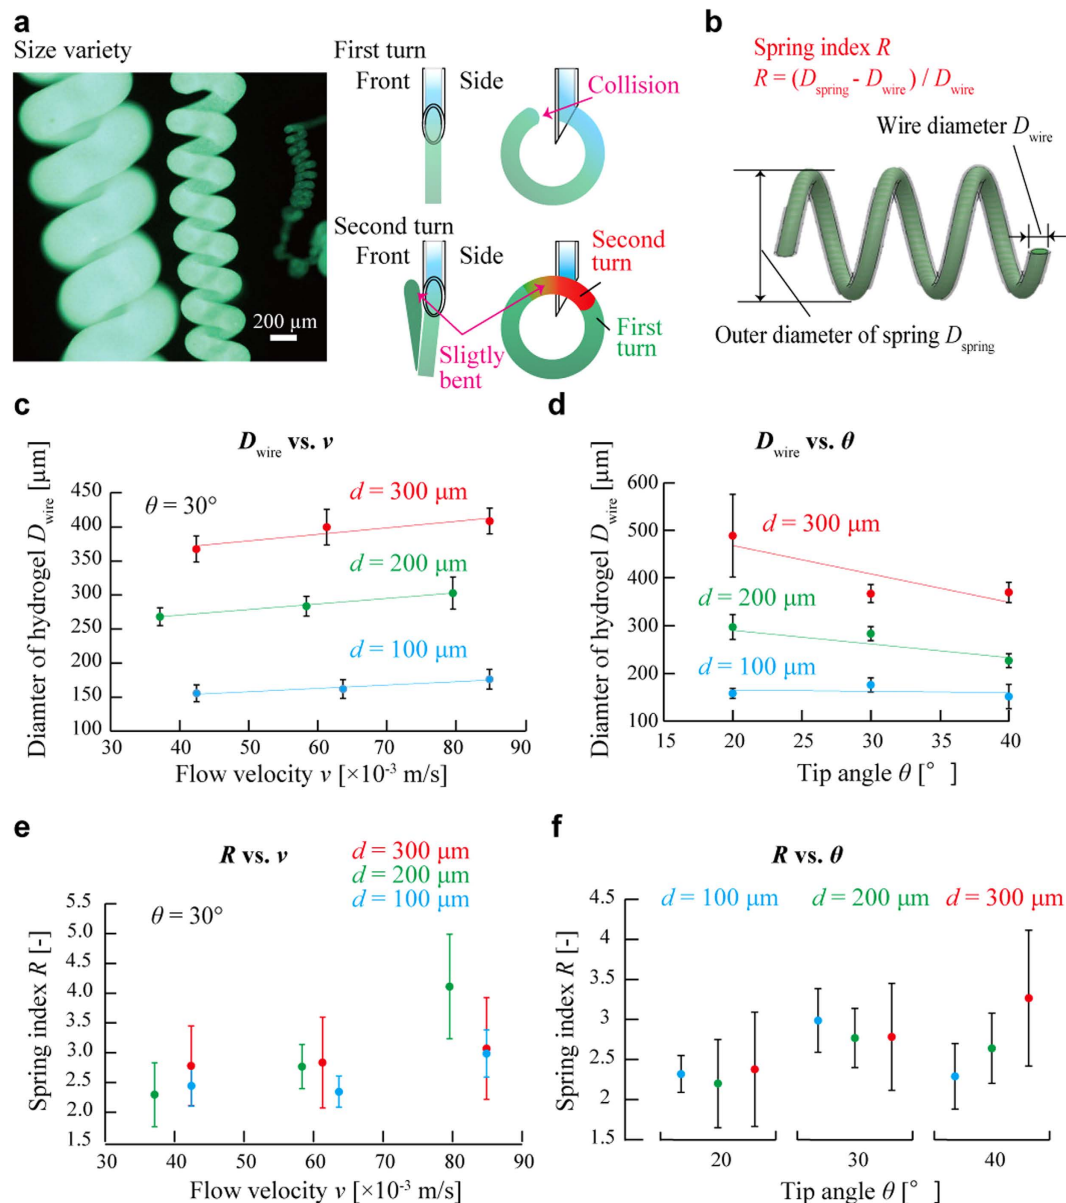 a
Size variety
200 µm
First turn
Front Side
Collision
Second turn
Front Side
Second
turn
First
turn
Sligtly
bent
b
Spring index R
R = (Dspring - Dwire) / Dwire
Wire diameter Dwire
Outer diameter of spring Dspring
c
Dwire vs. v
Diamter of hydrogel Dwire [µm]
θ = 30°
d = 300 µm
d = 200 µm
d = 100 µm
450
400
350
300
250
200
150
100
30 40 50 60 70 80 90
Flow velocity v [×10-3 m/s]
d
Dwire vs. θ
Diamter of hydrogel Dwire [µm]
d = 300 µm
d = 200 µm
d = 100 µm
600
500
400
300
200
100
15 20 25 30 35 40
Tip angle θ [° ]
e
R vs. v
d = 300 µm
d = 200 µm
d = 100 µm
θ = 30°
Spring index R [-]
5.5
5.0
4.5
4.0
3.5
3.0
2.5
2.0
1.5
30 40 50 60 70 80 90
Flow velocity v [×10-3 m/s]
f
R vs. θ
d = 100 µm d = 200 µm d = 300 µm
Spring index R [-]
4.5
4
3.5
3
2.5
2
1.5
20 30 40
Tip angle θ [° ]